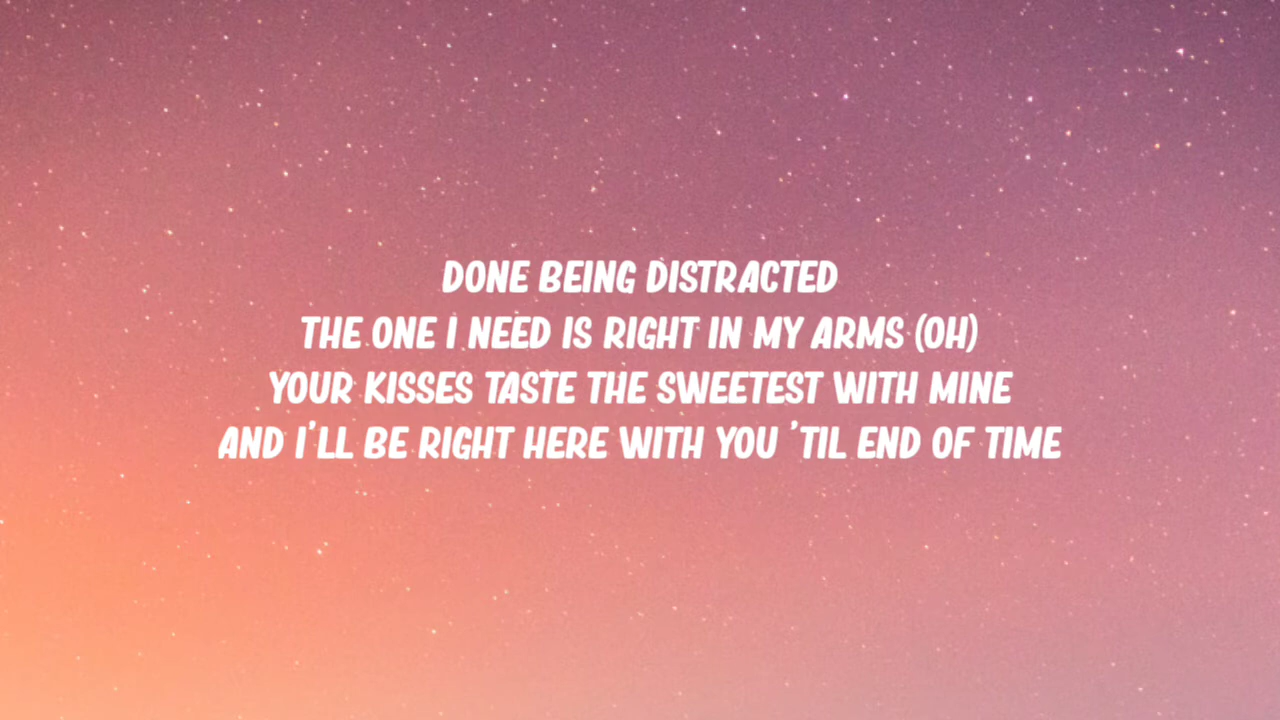 DONE BEING DISTRACTED
THE ONE I NEED IS RIGHT IN MY ARMS (OH)
YOUR KISSES TASTE THE SWEETEST WITH MINE
AND I'LL BE RIGHT HERE WITH YOU 'TIL END OF TIME